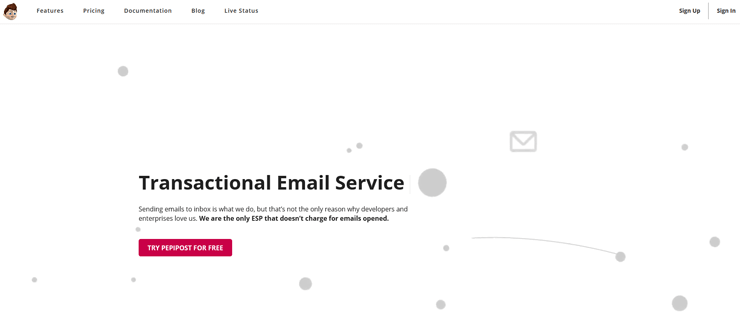 Features Pricing Documentation Blog Live Status Sign Up Sign In
Transactional Email Service
Sending emails to inbox is what we do, but that’s not the only reason why developers and
enterprises love us. We are the only ESP that doesn’t charge for emails opened.
TRY PEPIPOST FOR FREE